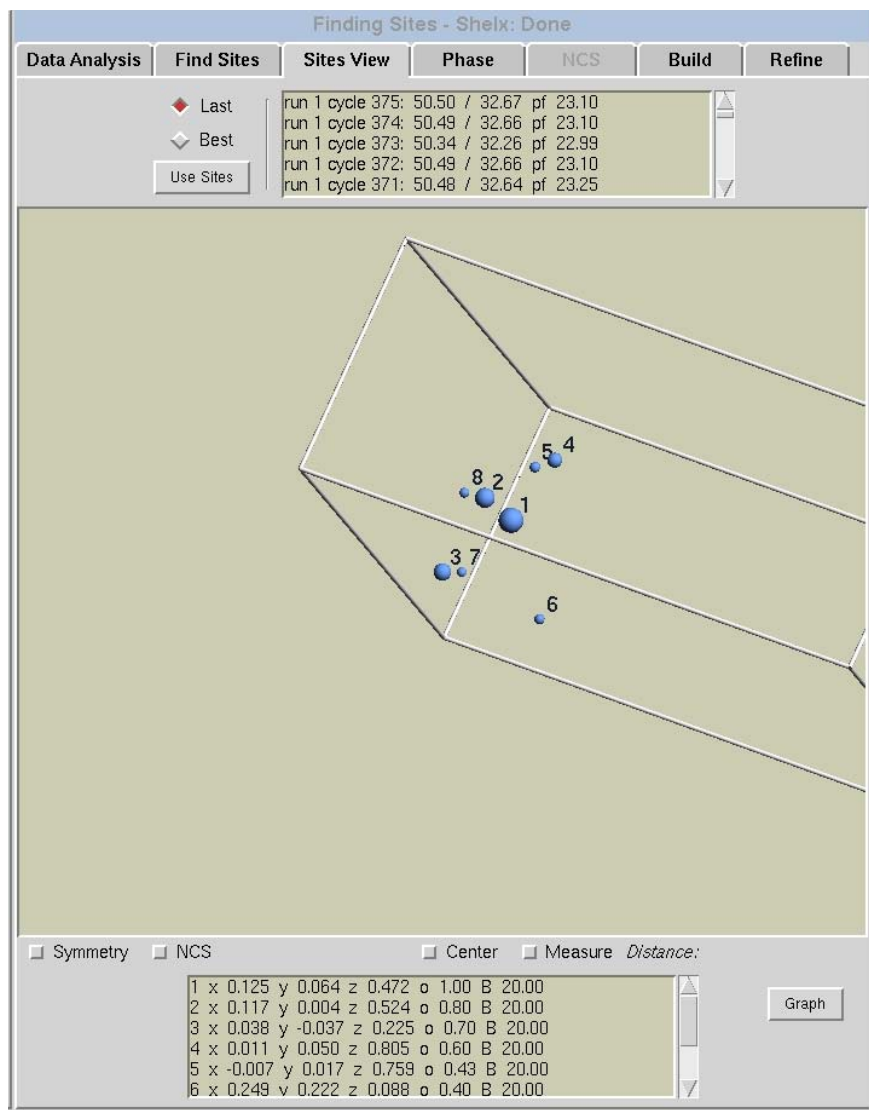 Finding Sites - Shelx: Done
Data Analysis Find Sites Sites View Phase NCS Build Refine
Last
Best
Use Sites
run 1 cycle 375: 50.50 / 32.67 pf 23.10
run 1 cycle 374: 50.49 / 32.66 pf 23.10
run 1 cycle 373: 50.34 / 32.26 pf 22.99
run 1 cycle 372: 50.49 / 32.66 pf 23.10
run 1 cycle 371: 50.48 / 32.64 pf 23.25
5 4
8 2
1
3 7
6
Symmetry NCS Center Measure Distance:
1 x 0.125 y 0.064 z 0.472 o 1.00 B 20.00
2 x 0.117 y 0.004 z 0.524 o 0.80 B 20.00
3 x 0.038 y -0.037 z 0.225 o 0.70 B 20.00
4 x 0.011 y 0.050 z 0.805 o 0.60 B 20.00
5 x -0.007 y 0.017 z 0.759 o 0.43 B 20.00
6 x 0.249 y 0.222 z 0.088 o 0.40 B 20.00
Graph